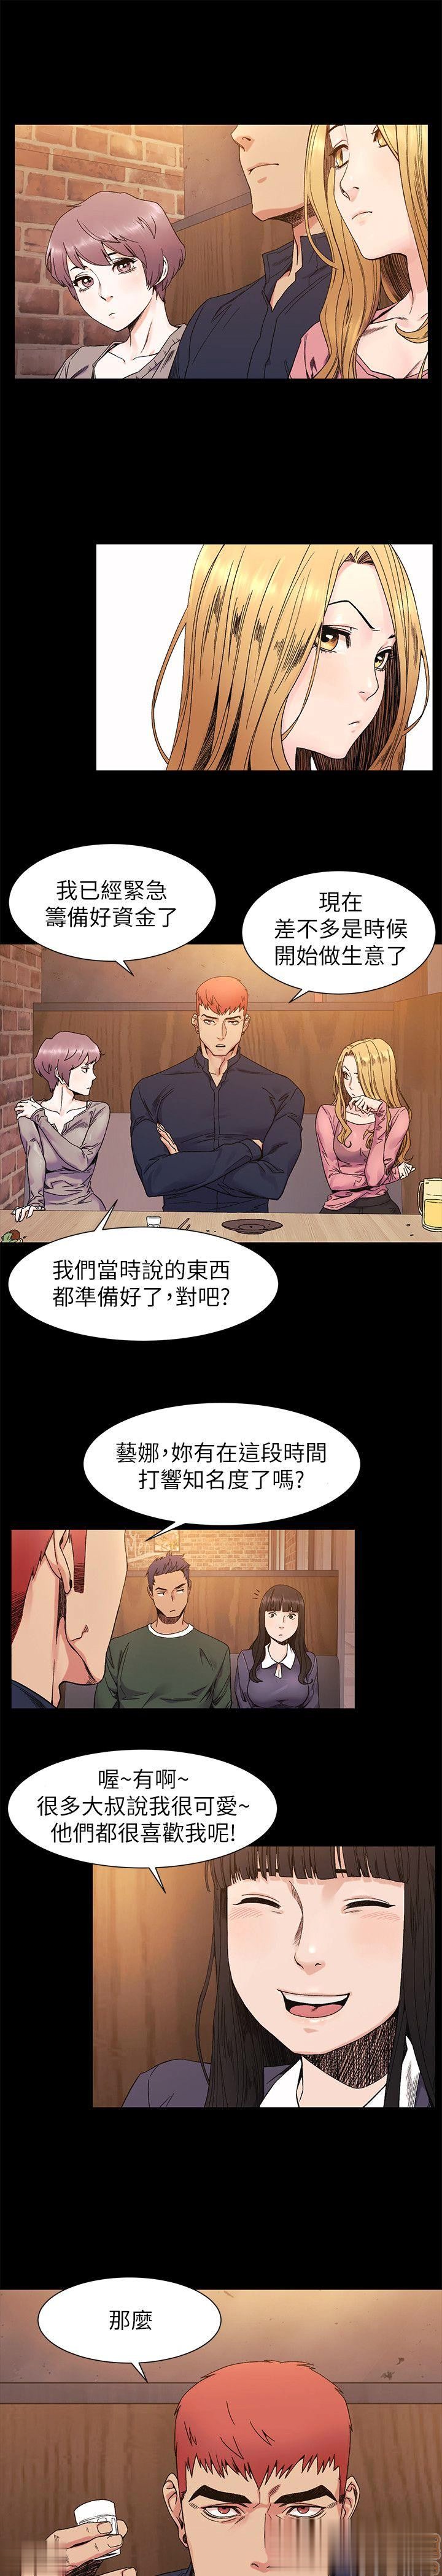 我已經緊急
籌備好資金了
現在
差不多是時候
開始做生意了
我們當時說的東西
都準備好了，對吧?
藝娜，妳有在這段時間
打響知名度了嗎?
喔~有啊~
很多大叔說我很可愛~
他們都很喜歡我呢!
那麼